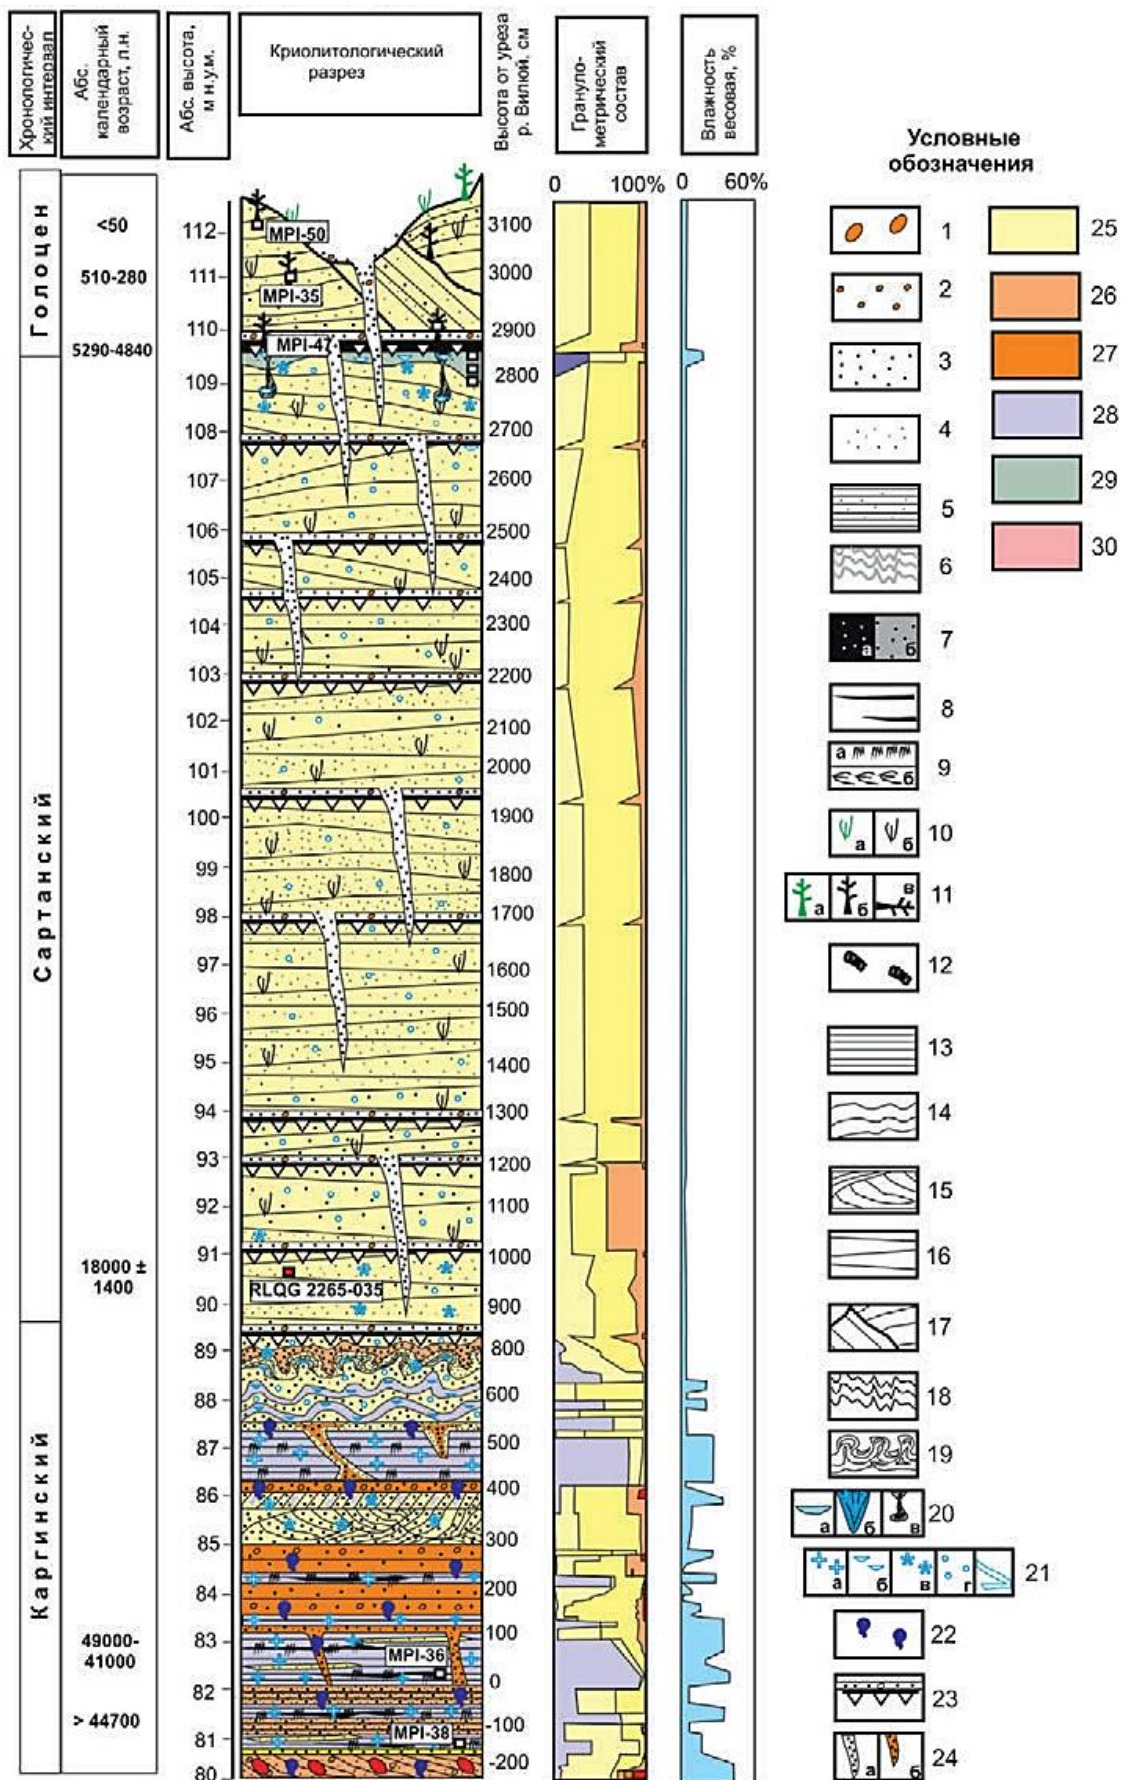 Хронологичес-
кий интервал
Абс.
календарный
возраст, л.н.
Абс. высота,
м н.у.м.
Криолитологический
разрез
Высота от уреза
р. Вилюй, см
Грануло-
метрический
состав
Влажность
весовая, %
Условные
обозначения
0 100% 0 60%
Голоцен
Сартанский
Каргинский
<50
510-280
5290-4840
18000 ±
1400
49000-
41000
> 44700
112
111
110
109
108
107
106
105
104
103
102
101
100
99
98
97
96
95
94
93
92
91
90
89
88
87
86
85
84
83
82
81
80
MPI-50
MPI-35
MPI-47
RLQG 2265-035
MPI-36
MPI-38
3100
3000
2900
2800
2700
2600
2500
2400
2300
2200
2100
2000
1900
1800
1700
1600
1500
1400
1300
1200
1100
1000
900
800
600
500
400
300
200
100
0
-100
-200
1
2
3
4
5
6
а б 7
8
а б 9
а б 10
а б в 11
12
13
14
15
16
17
18
19
а б в 20
а б в г 21
22
23
а б 24
25
26
27
28
29
30